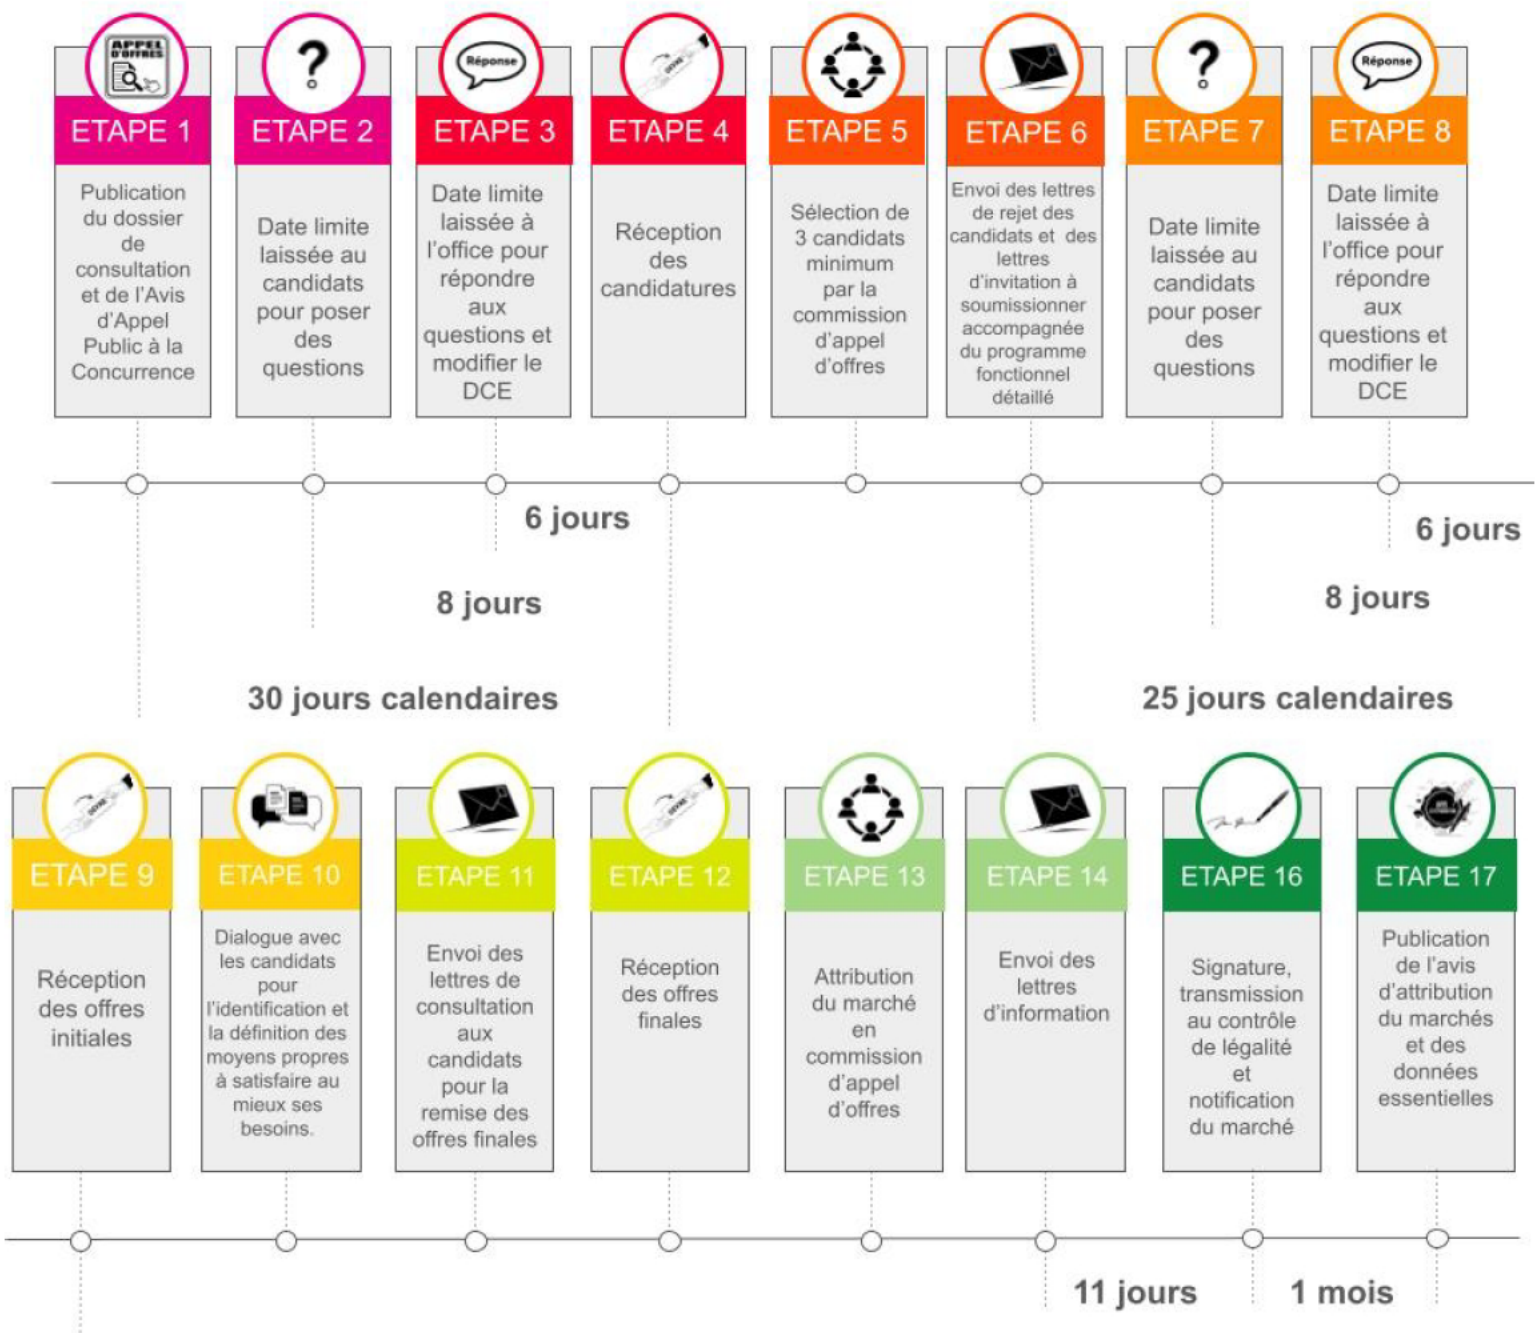 APPEL
D'OFFRES
ETAPE 1
Publication
du dossier
de
consultation
et de l'Avis
d'Appel
Public à la
Concurrence
?
ETAPE 2
Date limite
laissée au
candidats
pour poser
des
questions
Réponse
ETAPE 3
Date limite
laissée à
l'office pour
répondre
aux
questions et
modifier le
DCE
ETAPE 4
Réception
des
candidatures
ETAPE 5
Sélection de
3 candidats
minimum
par la
commission
d'appel
d'offres
ETAPE 6
Envoi des lettres
de rejet des
candidats et des
lettres
d'invitation à
soumissionner
accompagnée
du programme
fonctionnel
détaillé
?
ETAPE 7
Date limite
laissée au
candidats
pour poser
des
questions
Réponse
ETAPE 8
Date limite
laissée à
l'office pour
répondre
aux
questions et
modifier le
DCE
6 jours
6 jours
8 jours
8 jours
30 jours calendaires
25 jours calendaires
ETAPE 9
Réception
des offres
initiales
ETAPE 10
Dialogue avec
les candidats
pour
l'identification et
la définition des
moyens propres
à satisfaire au
mieux ses
besoins.
ETAPE 11
Envoi des
lettres de
consultation
aux
candidats
pour la
remise des
offres finales
ETAPE 12
Réception
des offres
finales
ETAPE 13
Attribution
du marché
en
commission
d'appel
d'offres
ETAPE 14
Envoi des
lettres
d'information
ETAPE 16
Signature,
transmission
au contrôle
de légalité
et
notification
du marché
ETAPE 17
Publication
de l'avis
d'attribution
du marchés
et des
données
essentielles
11 jours
1 mois